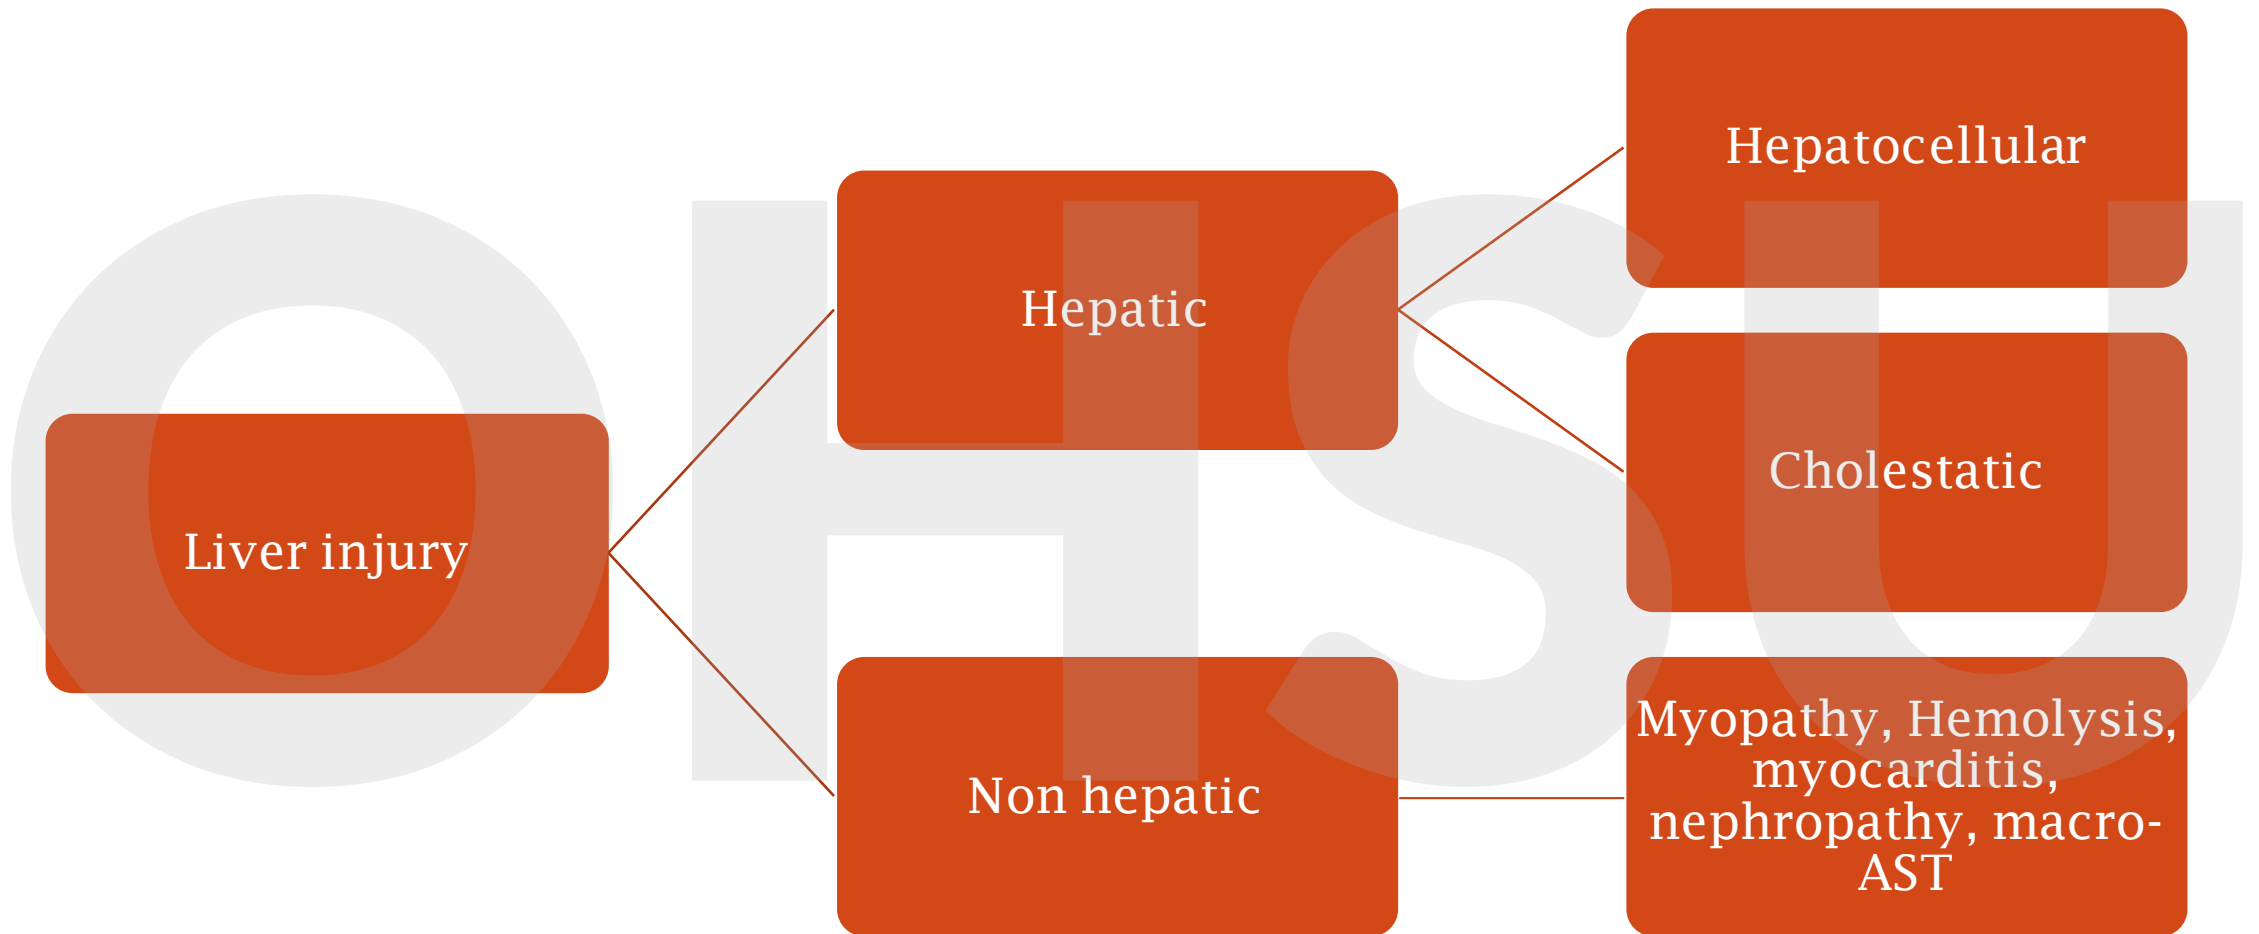 Liver injury
Hepatic
Non hepatic
Hepatocellular
Cholestatic
Myopathy, Hemolysis,
myocarditis,
nephropathy, macro-
AST
OHSU